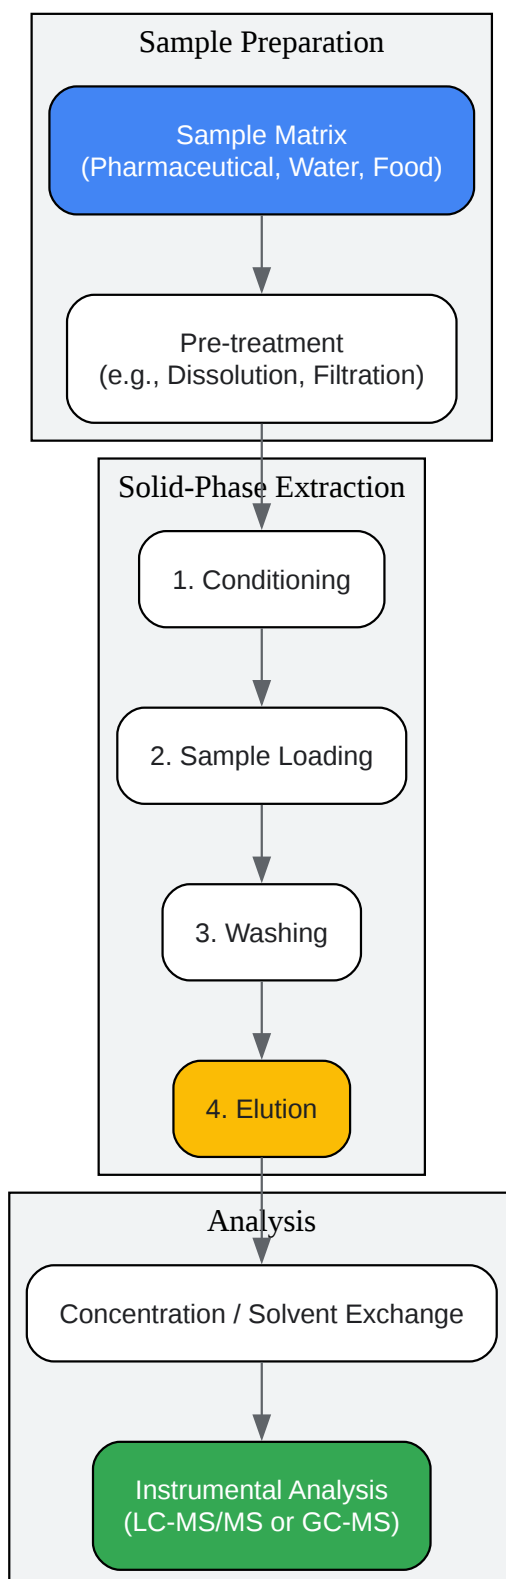 Sample Preparation
Sample Matrix
(Pharmaceutical, Water, Food)
Pre-treatment
(e.g., Dissolution, Filtration)
Solid-Phase Extraction
1. Conditioning
2. Sample Loading
3. Washing
4. Elution
Analysis
Concentration / Solvent Exchange
Instrumental Analysis
(LC-MS/MS or GC-MS)